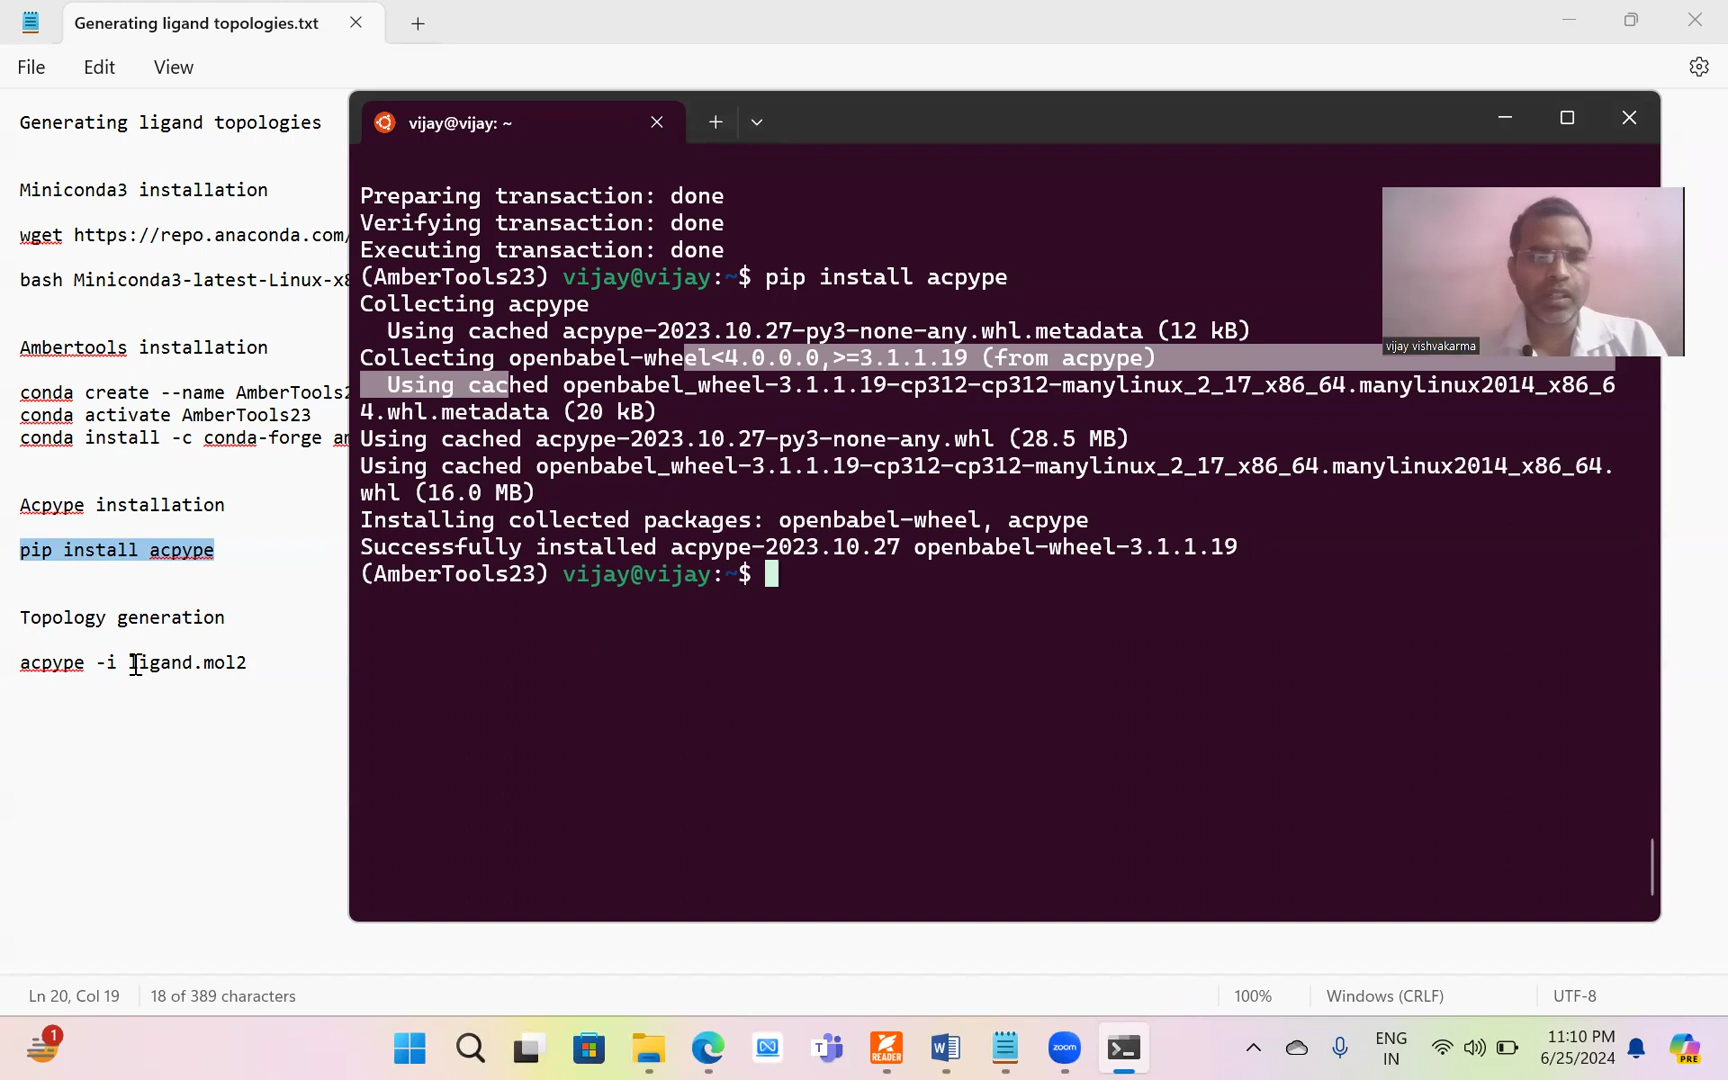 Generating ligand topologies.txt
File Edit View
Generating ligand topologies
Miniconda3 installation
wget https://repo.anaconda.com/
bash Miniconda3-latest-Linux-x8
Ambertools installation
conda create --name AmberTools2
conda activate AmberTools23
conda install -c conda-forge am
Acpype installation
pip install acpype
Topology generation
acpype -i ligand.mol2
vijay@vijay: ~
Preparing transaction: done
Verifying transaction: done
Executing transaction: done
(AmberTools23) vijay@vijay:~$ pip install acpype
Collecting acpype
Using cached acpype-2023.10.27-py3-none-any.whl.metadata (12 kB)
Collecting openbabel-wheel<4.0.0.0,>=3.1.1.19 (from acpype)
Using cached openbabel_wheel-3.1.1.19-cp312-cp312-manylinux_2_17_x86_64.manylinux2014_x86_6
4.whl.metadata (20 kB)
Using cached acpype-2023.10.27-py3-none-any.whl (28.5 MB)
Using cached openbabel_wheel-3.1.1.19-cp312-cp312-manylinux_2_17_x86_64.manylinux2014_x86_64.
whl (16.0 MB)
Installing collected packages: openbabel-wheel, acpype
Successfully installed acpype-2023.10.27 openbabel-wheel-3.1.1.19
(AmberTools23) vijay@vijay:~$
vijay vishvakarma
Ln 20, Col 19 18 of 389 characters 100% Windows (CRLF) UTF-8
1
READER
zoom
ENG
IN
11:10 PM
6/25/2024
PRE